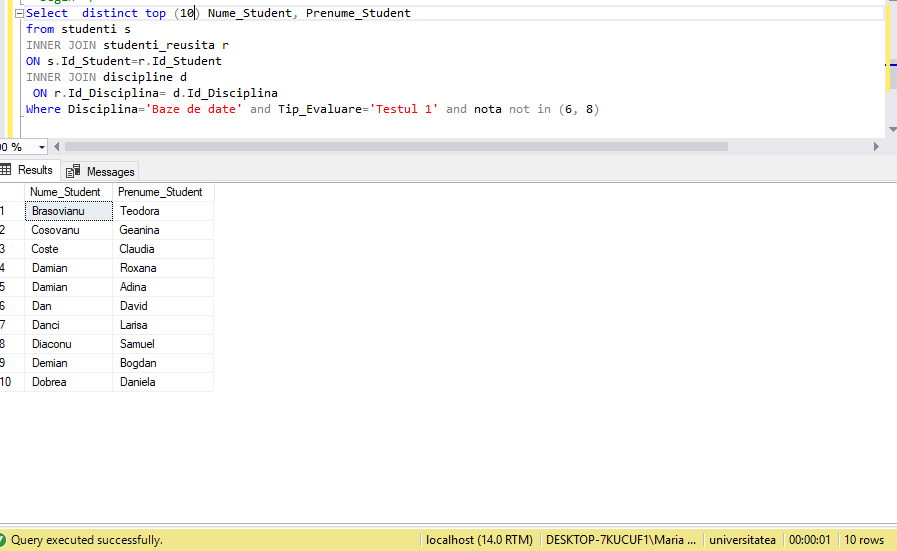 Select  distinct top (10) Nume_Student, Prenume_Student
from studenti s
INNER JOIN studenti_reusita r
ON s.Id_Student=r.Id_Student
INNER JOIN discipline d
 ON r.Id_Disciplina= d.Id_Disciplina
Where Disciplina='Baze de date' and Tip_Evaluare='Testul 1' and nota not in (6, 8)
00 %
Results Messages
Nume_Student Prenume_Student
1 Brasovianu Teodora
2 Cosovanu Geanina
3 Coste Claudia
4 Damian Roxana
5 Damian Adina
6 Dan David
7 Danci Larisa
8 Diaconu Samuel
9 Demian Bogdan
10 Dobrea Daniela
Query executed successfully. localhost (14.0 RTM) DESKTOP-7KUCUF1\Maria ... universitatea 00:00:01 10 rows